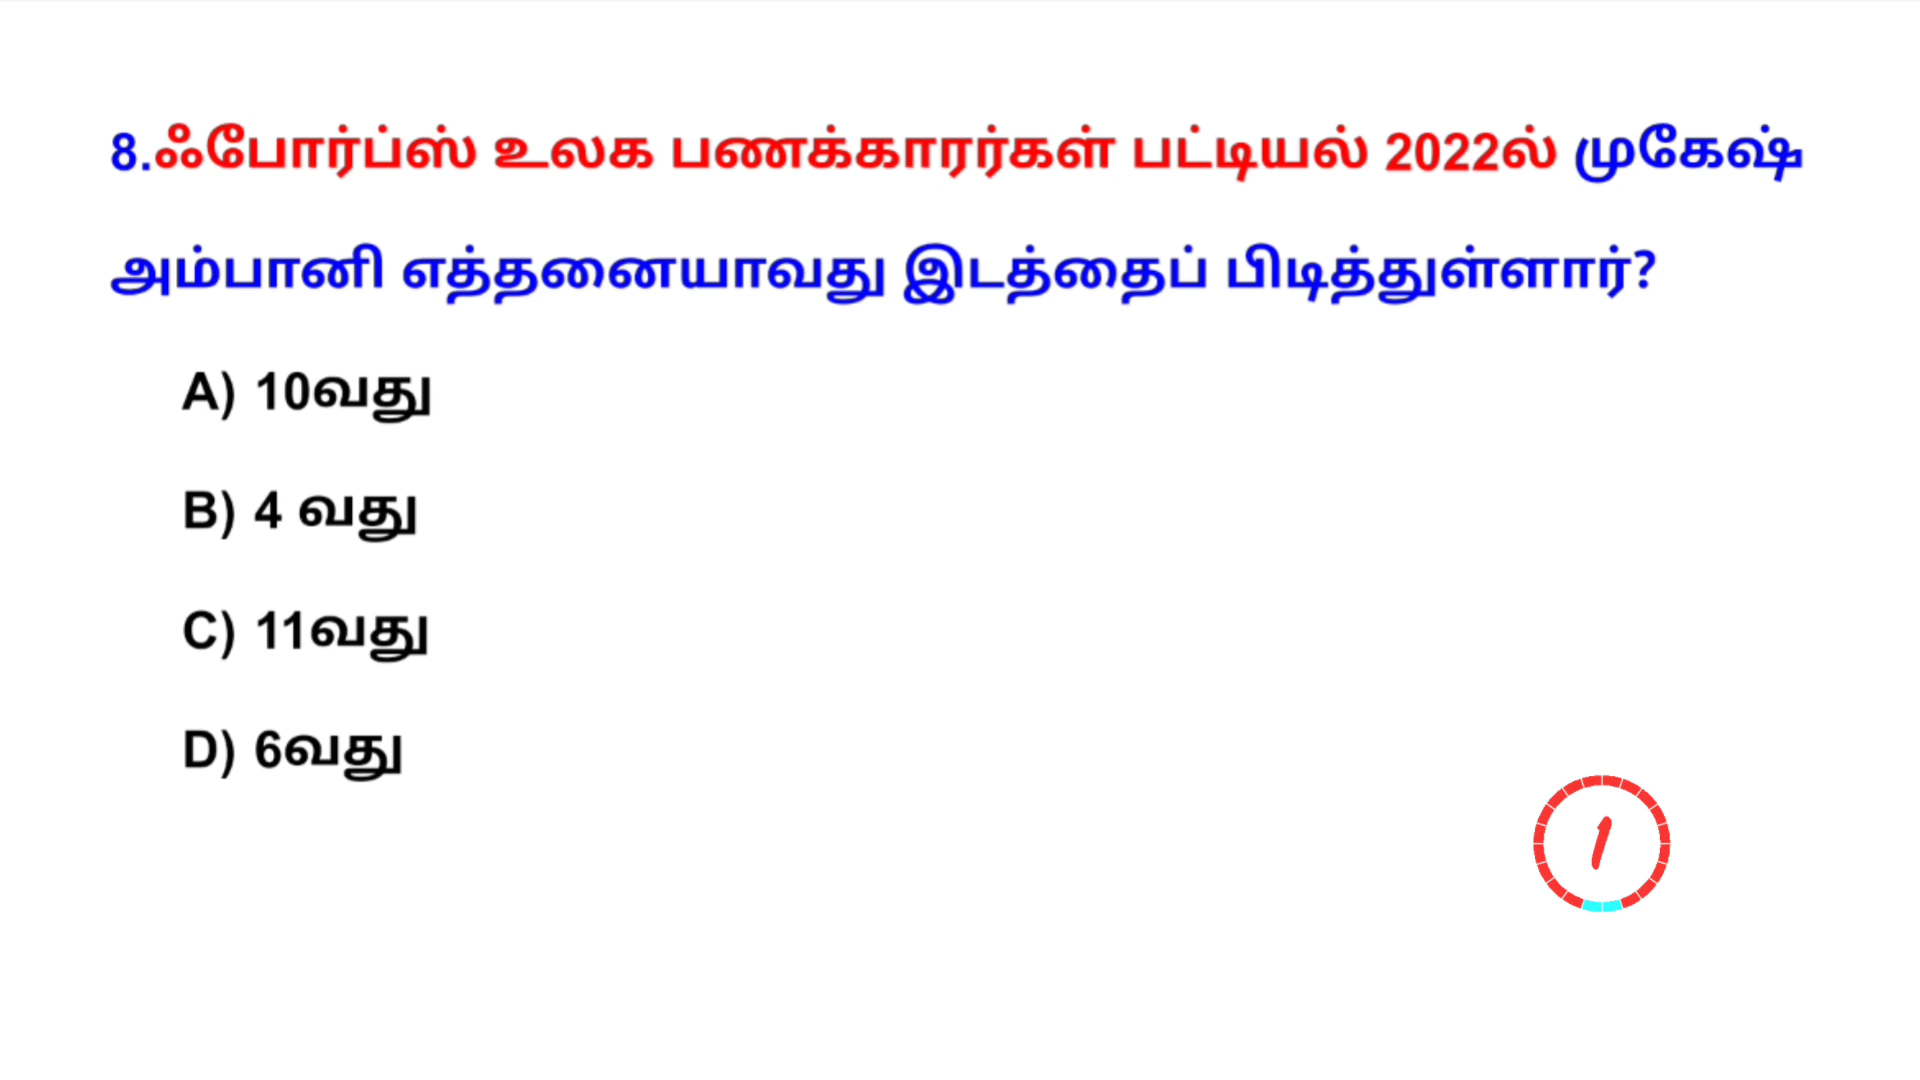 8.ஃபோர்ப்ஸ் உலக பணக்காரர்கள் பட்டியல் 2022ல் முகேஷ்
அம்பானி எத்தனையாவது இடத்தைப் பிடித்துள்ளார்?
A) 10வது
B) 4 வது
C) 11வது
D) 6வது
1